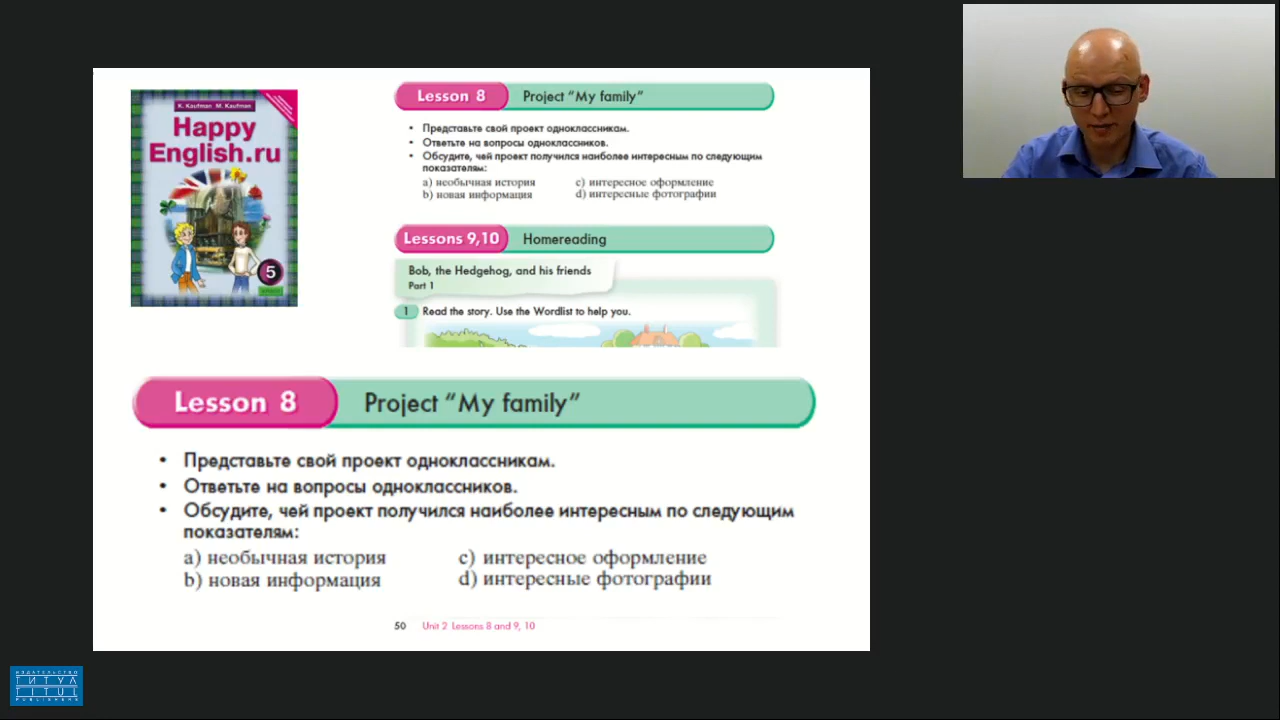 K. Kaufman M. Kaufman
Happy
English.ru
5
Lesson 8 Project “My family”
• Представьте свой проект одноклассникам.
• Ответьте на вопросы одноклассников.
• Обсудите, чей проект получился наиболее интересным по следующим
показателям:
a) необычная история c) интересное оформление
b) новая информация d) интересные фотографии
Lessons 9,10 Homereading
Bob, the Hedgehog, and his friends
Part 1
1 Read the story. Use the Wordlist to help you.
Lesson 8 Project “My family”
• Представьте свой проект одноклассникам.
• Ответьте на вопросы одноклассников.
• Обсудите, чей проект получился наиболее интересным по следующим
показателям:
a) необычная история c) интересное оформление
b) новая информация d) интересные фотографии
50 Unit 2 Lessons 8 and 9, 10
ИЗДАТЕЛЬСТВО
ТИТУЛ
TITUL
PUBLISHERS